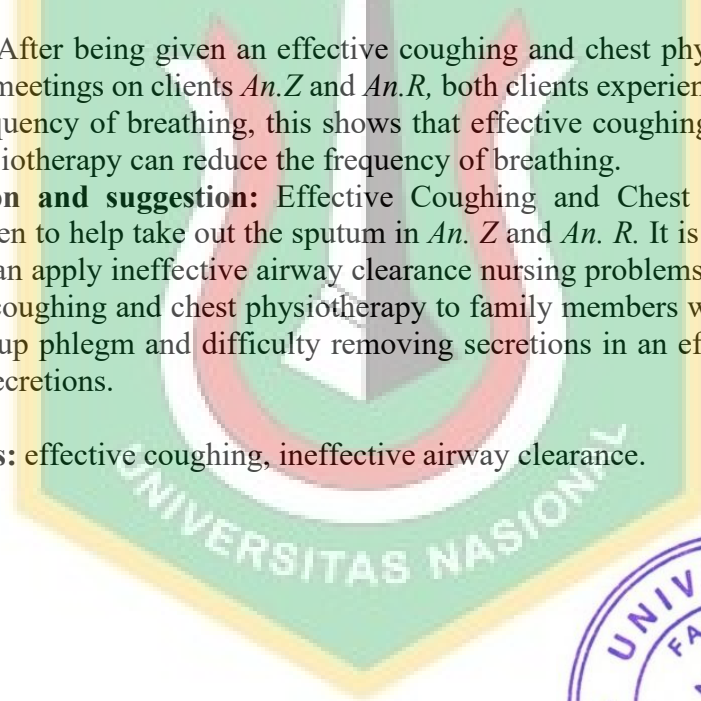 After being given an effective coughing and chest phy
meetings on clients An.Z and An.R, both clients experien
quency of breathing, this shows that effective coughing
iotherapy can reduce the frequency of breathing.
on and suggestion: Effective Coughing and Chest
en to help take out the sputum in An. Z and An. R. It is
an apply ineffective airway clearance nursing problems
coughing and chest physiotherapy to family members w
up phlegm and difficulty removing secretions in an ef
ecretions.
s: effective coughing, ineffective airway clearance.
UNIVERSITAS NASIONAL
UNIV
FA